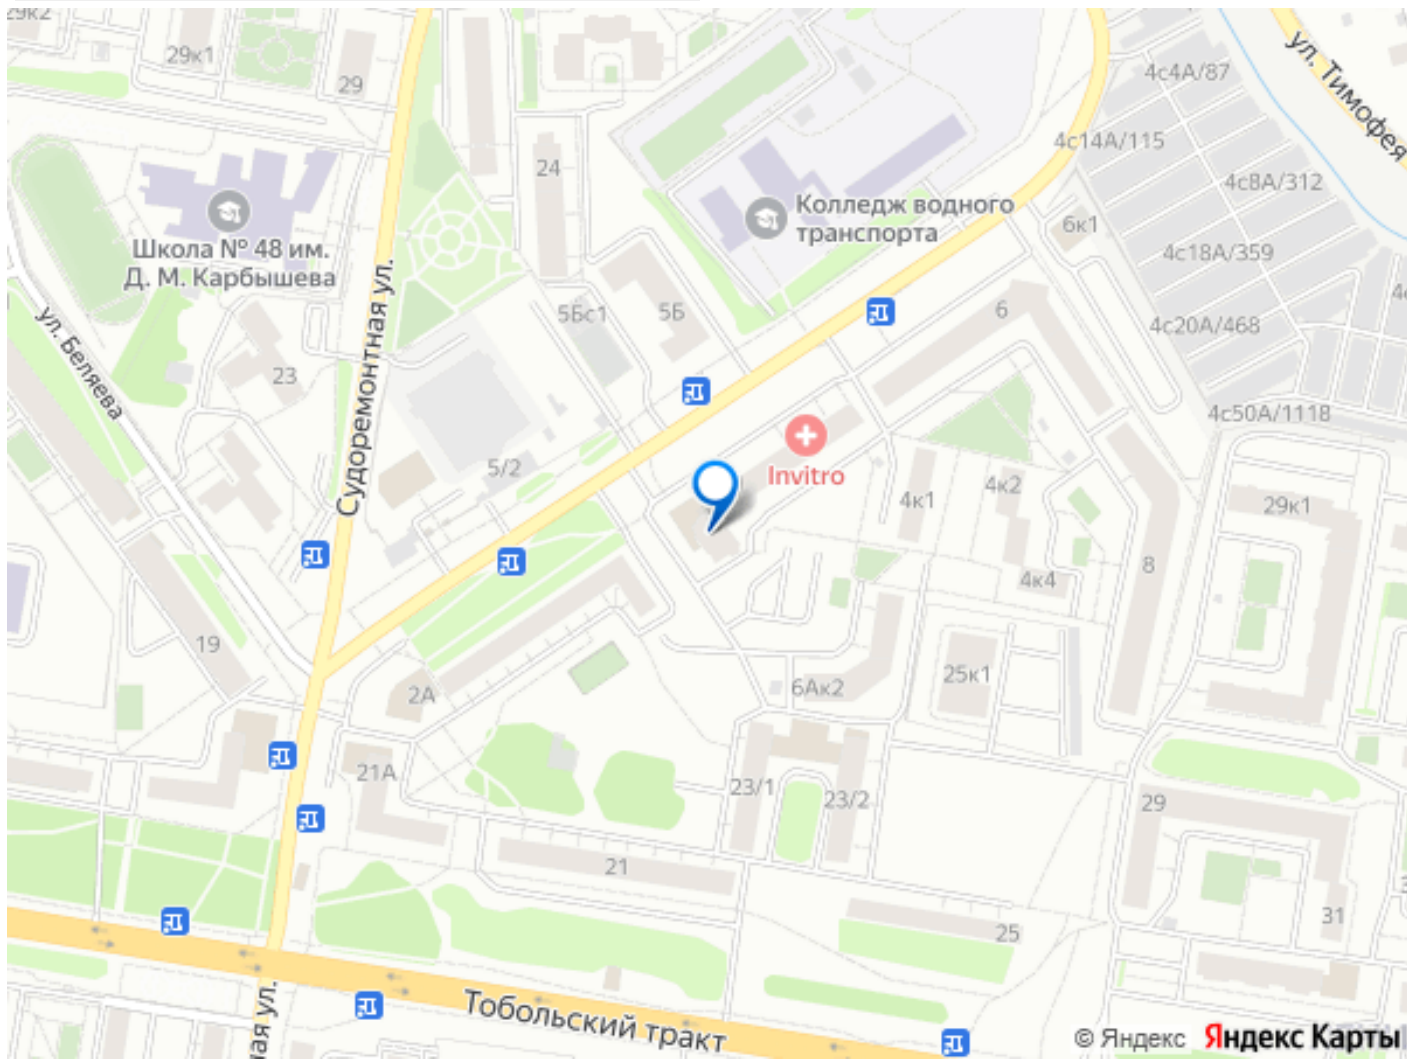 29к2
29к1
29
24
4с4А/87
ул. Тимофея
4с14А/115
4с8А/312
Колледж водного
транспорта
6к1
Школа № 48 им.
Д. М. Карбышева
4с18А/359
5Бс1
5Б
6
4с20А/468
ул. Беляева
23
Судоремонтная ул.
4с50А/1118
5/2
Invitro
4к1
4к2
29к1
8
4к4
19
2А
6Ак2
25к1
21А
23/1
23/2
29
21
31
25
Тобольский тракт
ная ул.
© Яндекс Яндекс Карты